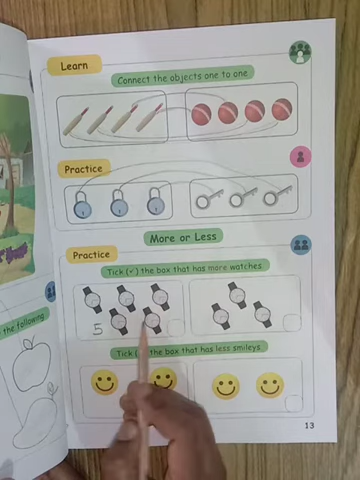 Learn
Connect the objects one to one
Practice
More or Less
Practice
Tick (✓) the box that has more watches
the following
5
Tick ( the box that has less smileys
13